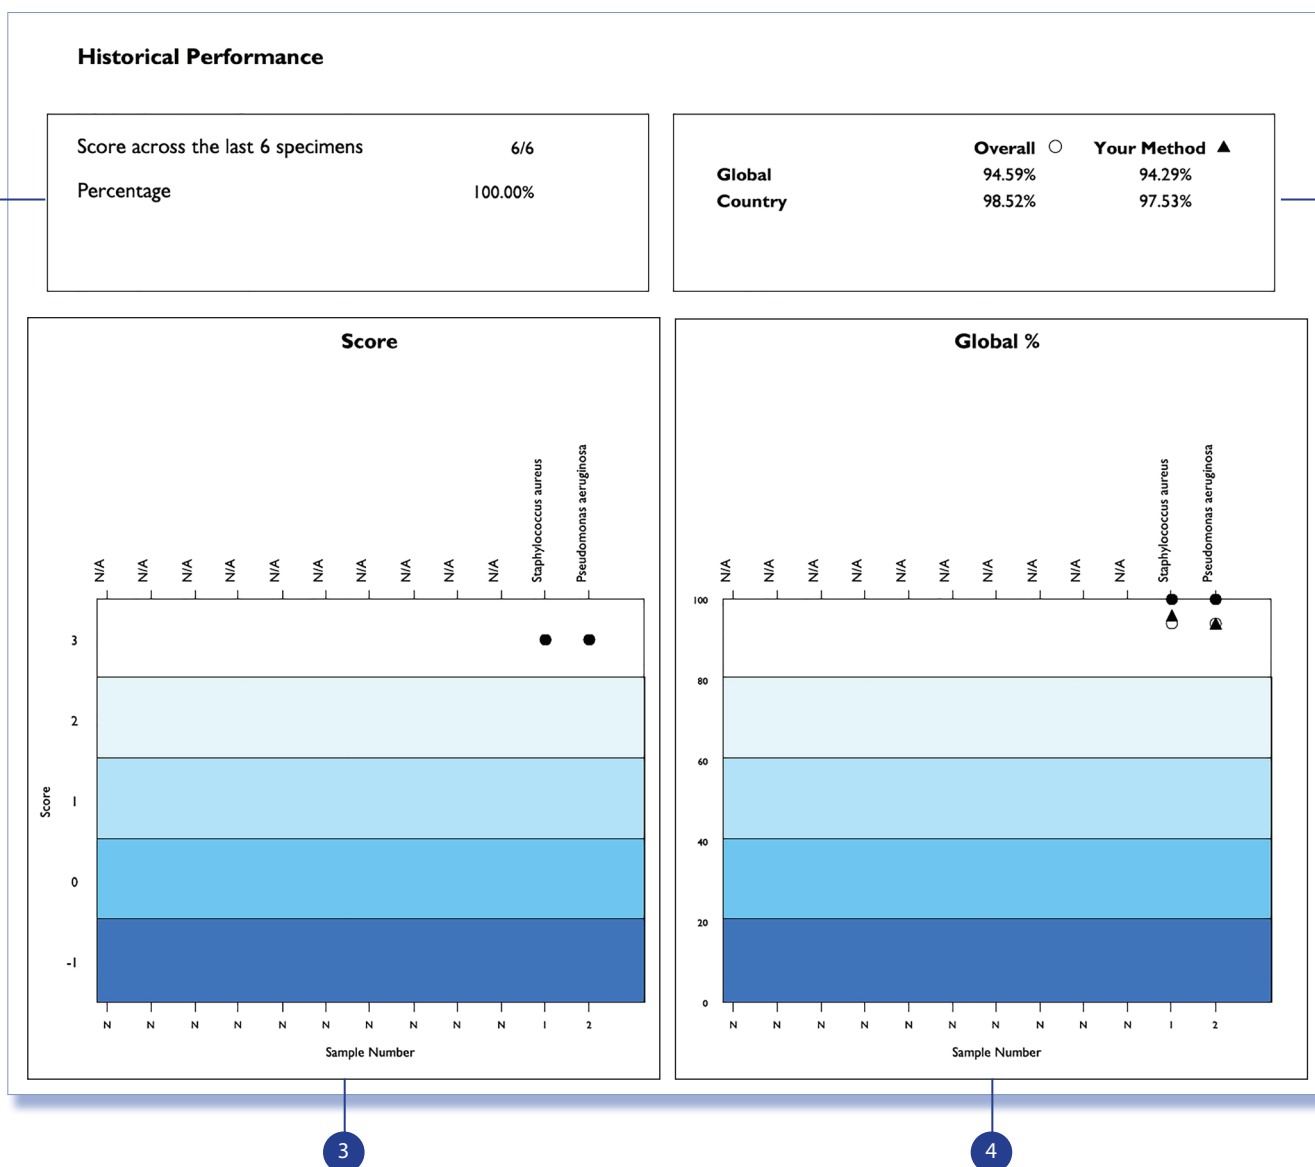 Historical Performance
Score across the last 6 specimens 6/6
Percentage 100.00%
Overall Your Method
Global 94.59% 94.29%
Country 98.52% 97.53%
Score
N/A N/A N/A N/A N/A N/A N/A N/A N/A N/A Staphylococcus aureus Pseudomonas aeruginosa
3
2
1
0
-1
Score
N N N N N N N N N N 1 2
Sample Number
3
Global %
N/A N/A N/A N/A N/A N/A N/A N/A N/A N/A Staphylococcus aureus Pseudomonas aeruginosa
100
80
60
40
20
0
N N N N N N N N N N 1 2
Sample Number
4